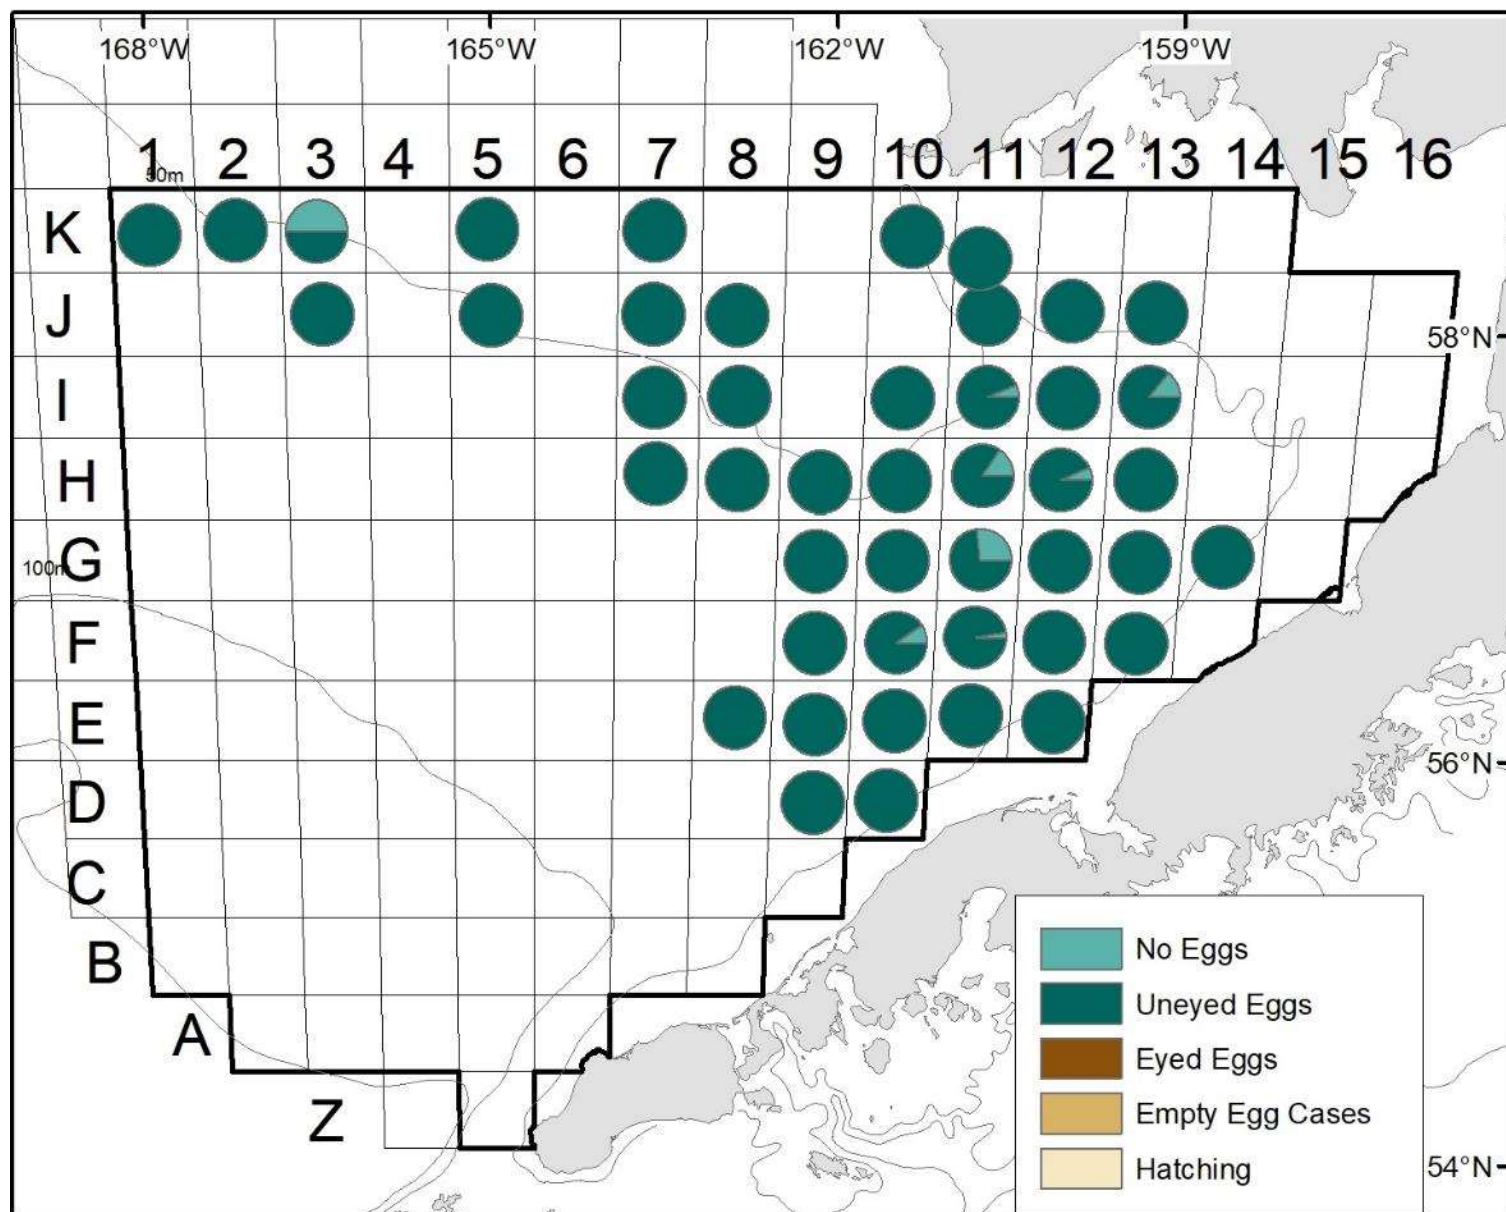 168°W 165°W 162°W 159°W
1 2 3 4 5 6 7 8 9 10 11 12 13 14 15 16
50m
K
J
58°N
I
H
G
100m
F
E
56°N
D
C
B
A
Z
No Eggs
Uneyed Eggs
Eyed Eggs
Empty Egg Cases
Hatching
54°N